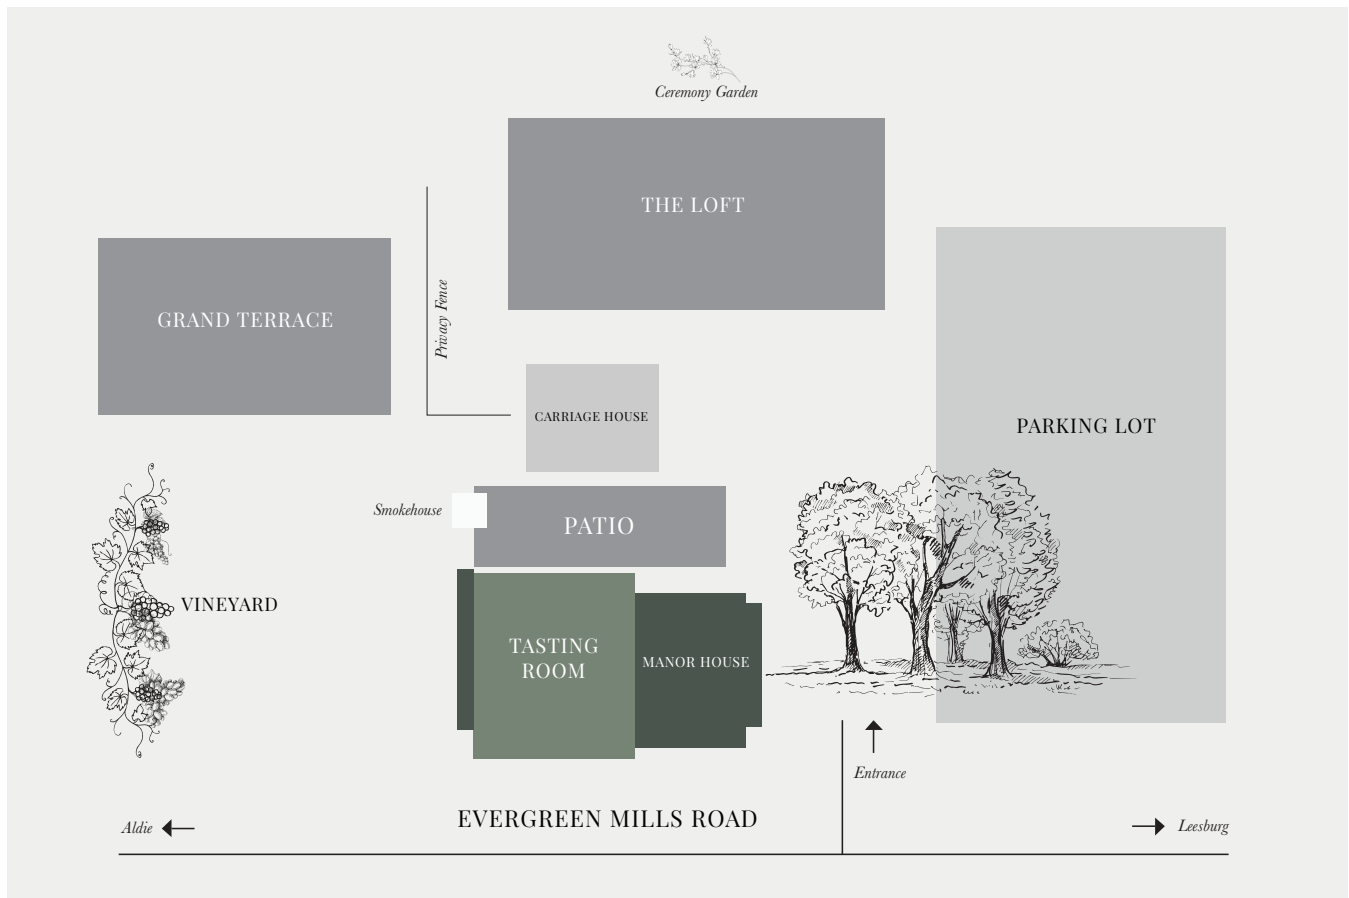 Ceremony Garden
THE LOFT
GRAND TERRACE
Privacy Fence
CARRIAGE HOUSE
PARKING LOT
Smokehouse
PATIO
VINEYARD
TASTING
ROOM
MANOR HOUSE
Entrance
EVERGREEN MILLS ROAD
Aldie
Leesburg